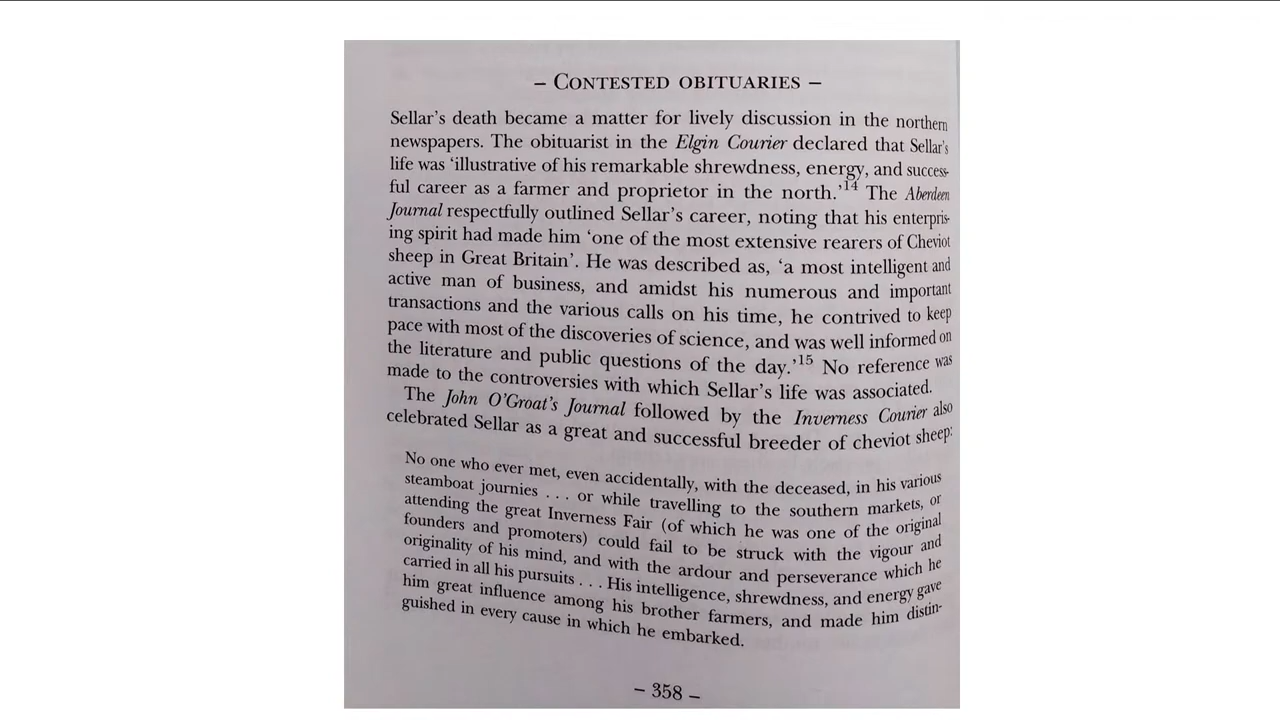 – CONTESTED OBITUARIES –
Sellar's death became a matter for lively discussion in the northern
newspapers. The obituarist in the Elgin Courier declared that Sellar's
life was 'illustrative of his remarkable shrewdness, energy, and success-
ful career as a farmer and proprietor in the north.'14 The Aberdeen
Journal respectfully outlined Sellar's career, noting that his enterpris-
ing spirit had made him 'one of the most extensive rearers of Cheviot
sheep in Great Britain'. He was described as, 'a most intelligent and
active man of business, and amidst his numerous and important
transactions and the various calls on his time, he contrived to keep
pace with most of the discoveries of science, and was well informed on
the literature and public questions of the day.'15 No reference was
made to the controversies with which Sellar's life was associated.
The John O'Groat's Journal followed by the Inverness Courier also
celebrated Sellar as a great and successful breeder of cheviot sheep:
No one who ever met, even accidentally, with the deceased, in his various
steamboat journies . . . or while travelling to the southern markets, or
attending the great Inverness Fair (of which he was one of the original
founders and promoters) could fail to be struck with the vigour and
originality of his mind, and with the ardour and perseverance which he
carried in all his pursuits . . . His intelligence, shrewdness, and energy gave
him great influence among his brother farmers, and made him distin-
guished in every cause in which he embarked.
– 358 –